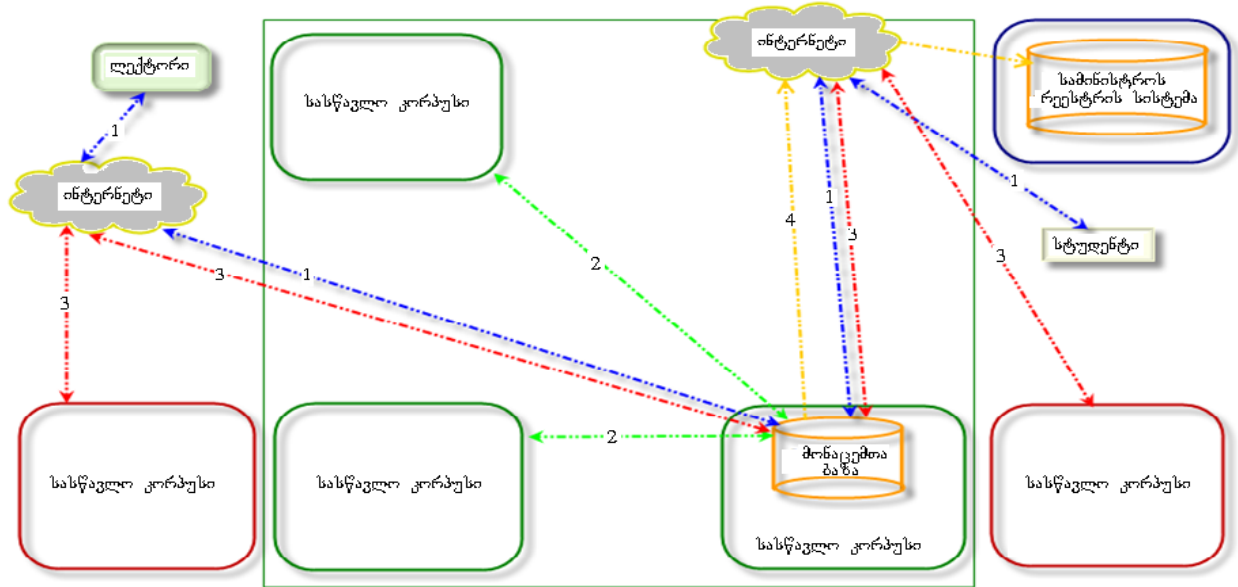 ინტერნეტი
ლექტორი
სამინისტროს
რეესტრის სისტემა
სასწავლო კორპუსი
1
ინტერნეტი
1
1
4
3
სტუდენტი
3
2
3
1
3
2
მონაცემთა
ბაზა
სასწავლო კორპუსი
სასწავლო კორპუსი
სასწავლო კორპუსი
სასწავლო კორპუსი